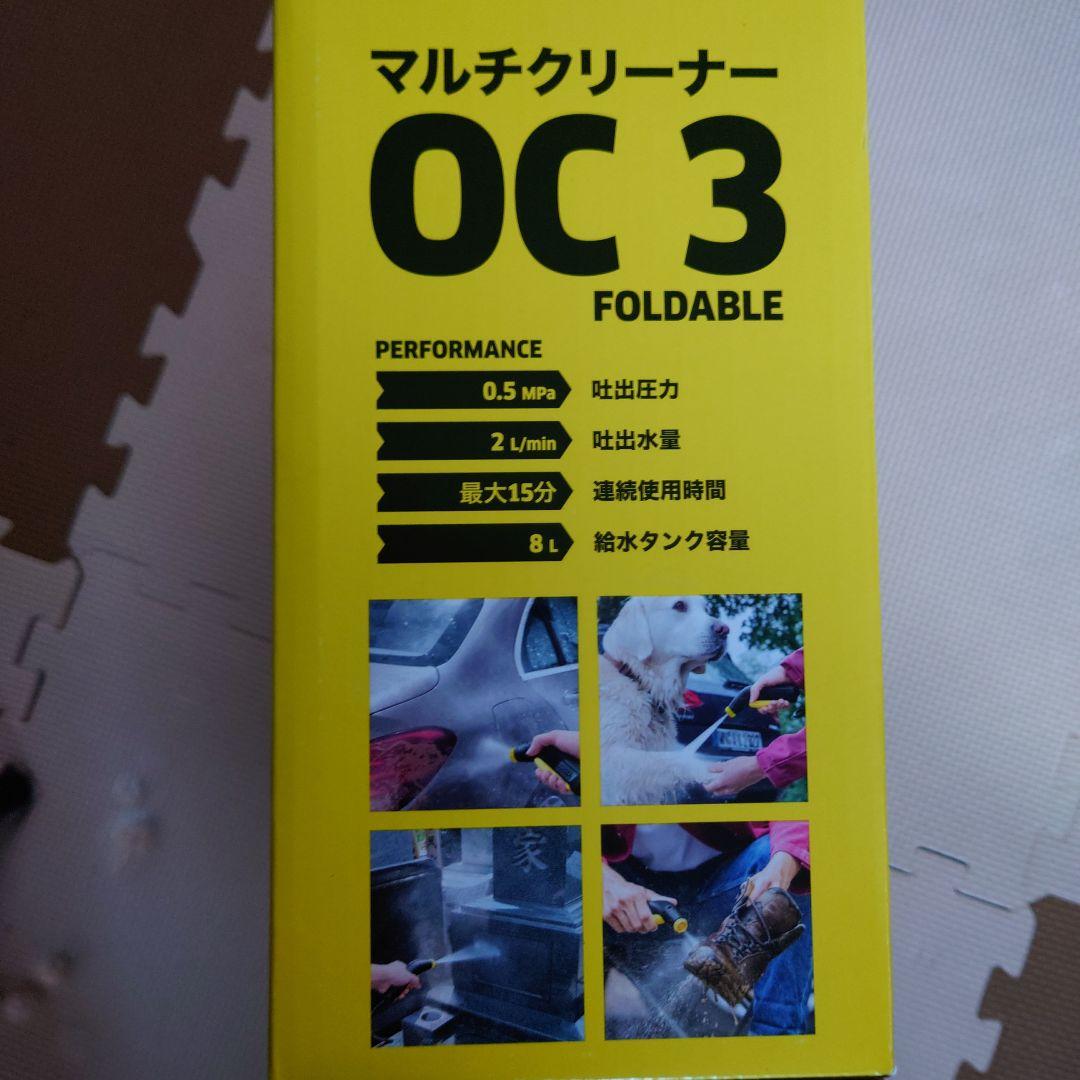 マルチクリーナー
OC 3
FOLDABLE
PERFORMANCE
0.5 MPa 吐出圧力
2 L/min 吐出水量
最大15分 連続使用時間
8 L 給水タンク容量
家